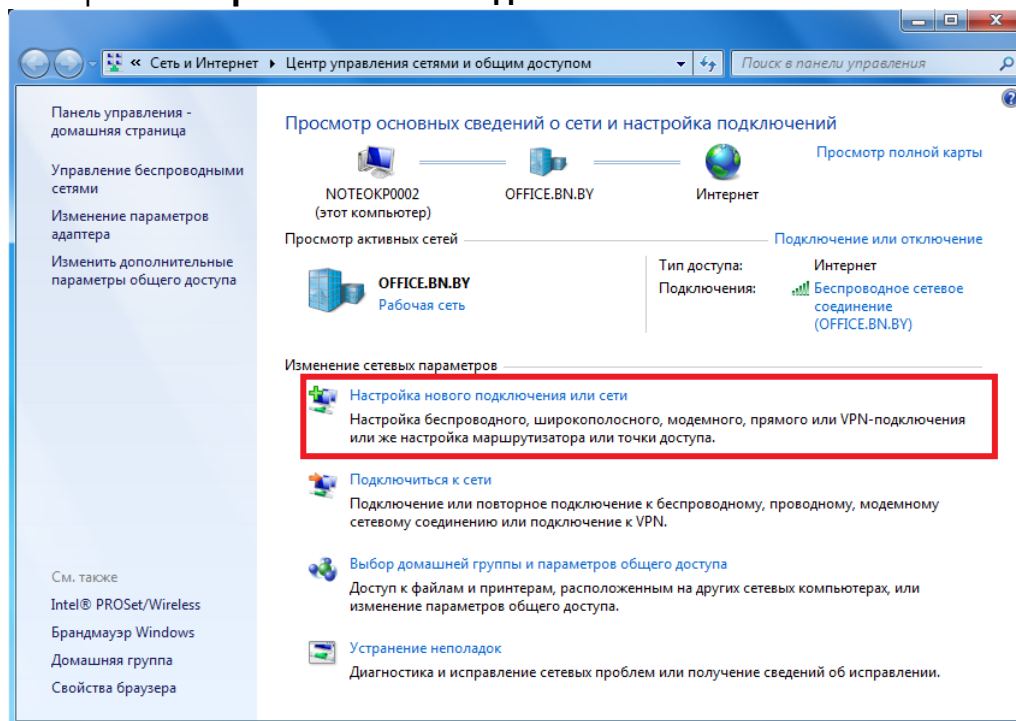 « Сеть и Интернет ▸ Центр управления сетями и общим доступом
Поиск в панели управления
Панель управления -
домашняя страница
Управление беспроводными
сетями
Изменение параметров
адаптера
Изменить дополнительные
параметры общего доступа
См. также
Intel® PROSet/Wireless
Брандмауэр Windows
Домашняя группа
Свойства браузера
Просмотр основных сведений о сети и настройка подключений
Просмотр полной карты
NOTEOKP0002
(этот компьютер)
OFFICE.BN.BY
Интернет
Просмотр активных сетей
Подключение или отключение
OFFICE.BN.BY
Рабочая сеть
Тип доступа: Интернет
Подключения: Беспроводное сетевое
соединение
(OFFICE.BN.BY)
Изменение сетевых параметров
Настройка нового подключения или сети
Настройка беспроводного, широкополосного, модемного, прямого или VPN-подключения
или же настройка маршрутизатора или точки доступа.
Подключиться к сети
Подключение или повторное подключение к беспроводному, проводному, модемному
сетевому соединению или подключение к VPN.
Выбор домашней группы и параметров общего доступа
Доступ к файлам и принтерам, расположенным на других сетевых компьютерах, или
изменение параметров общего доступа.
Устранение неполадок
Диагностика и исправление сетевых проблем или получение сведений об исправлении.